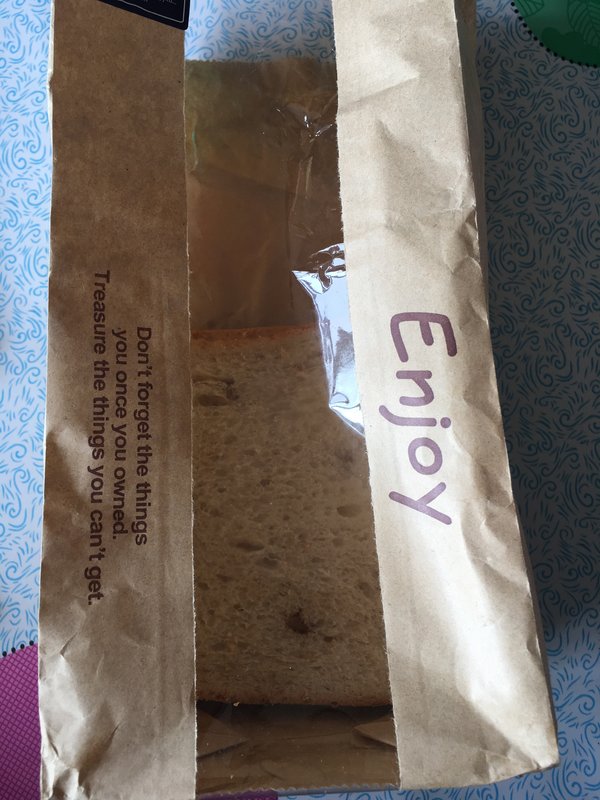 Don't forget the things
you once you owned.
Treasure the things you can't get.
Enjoy